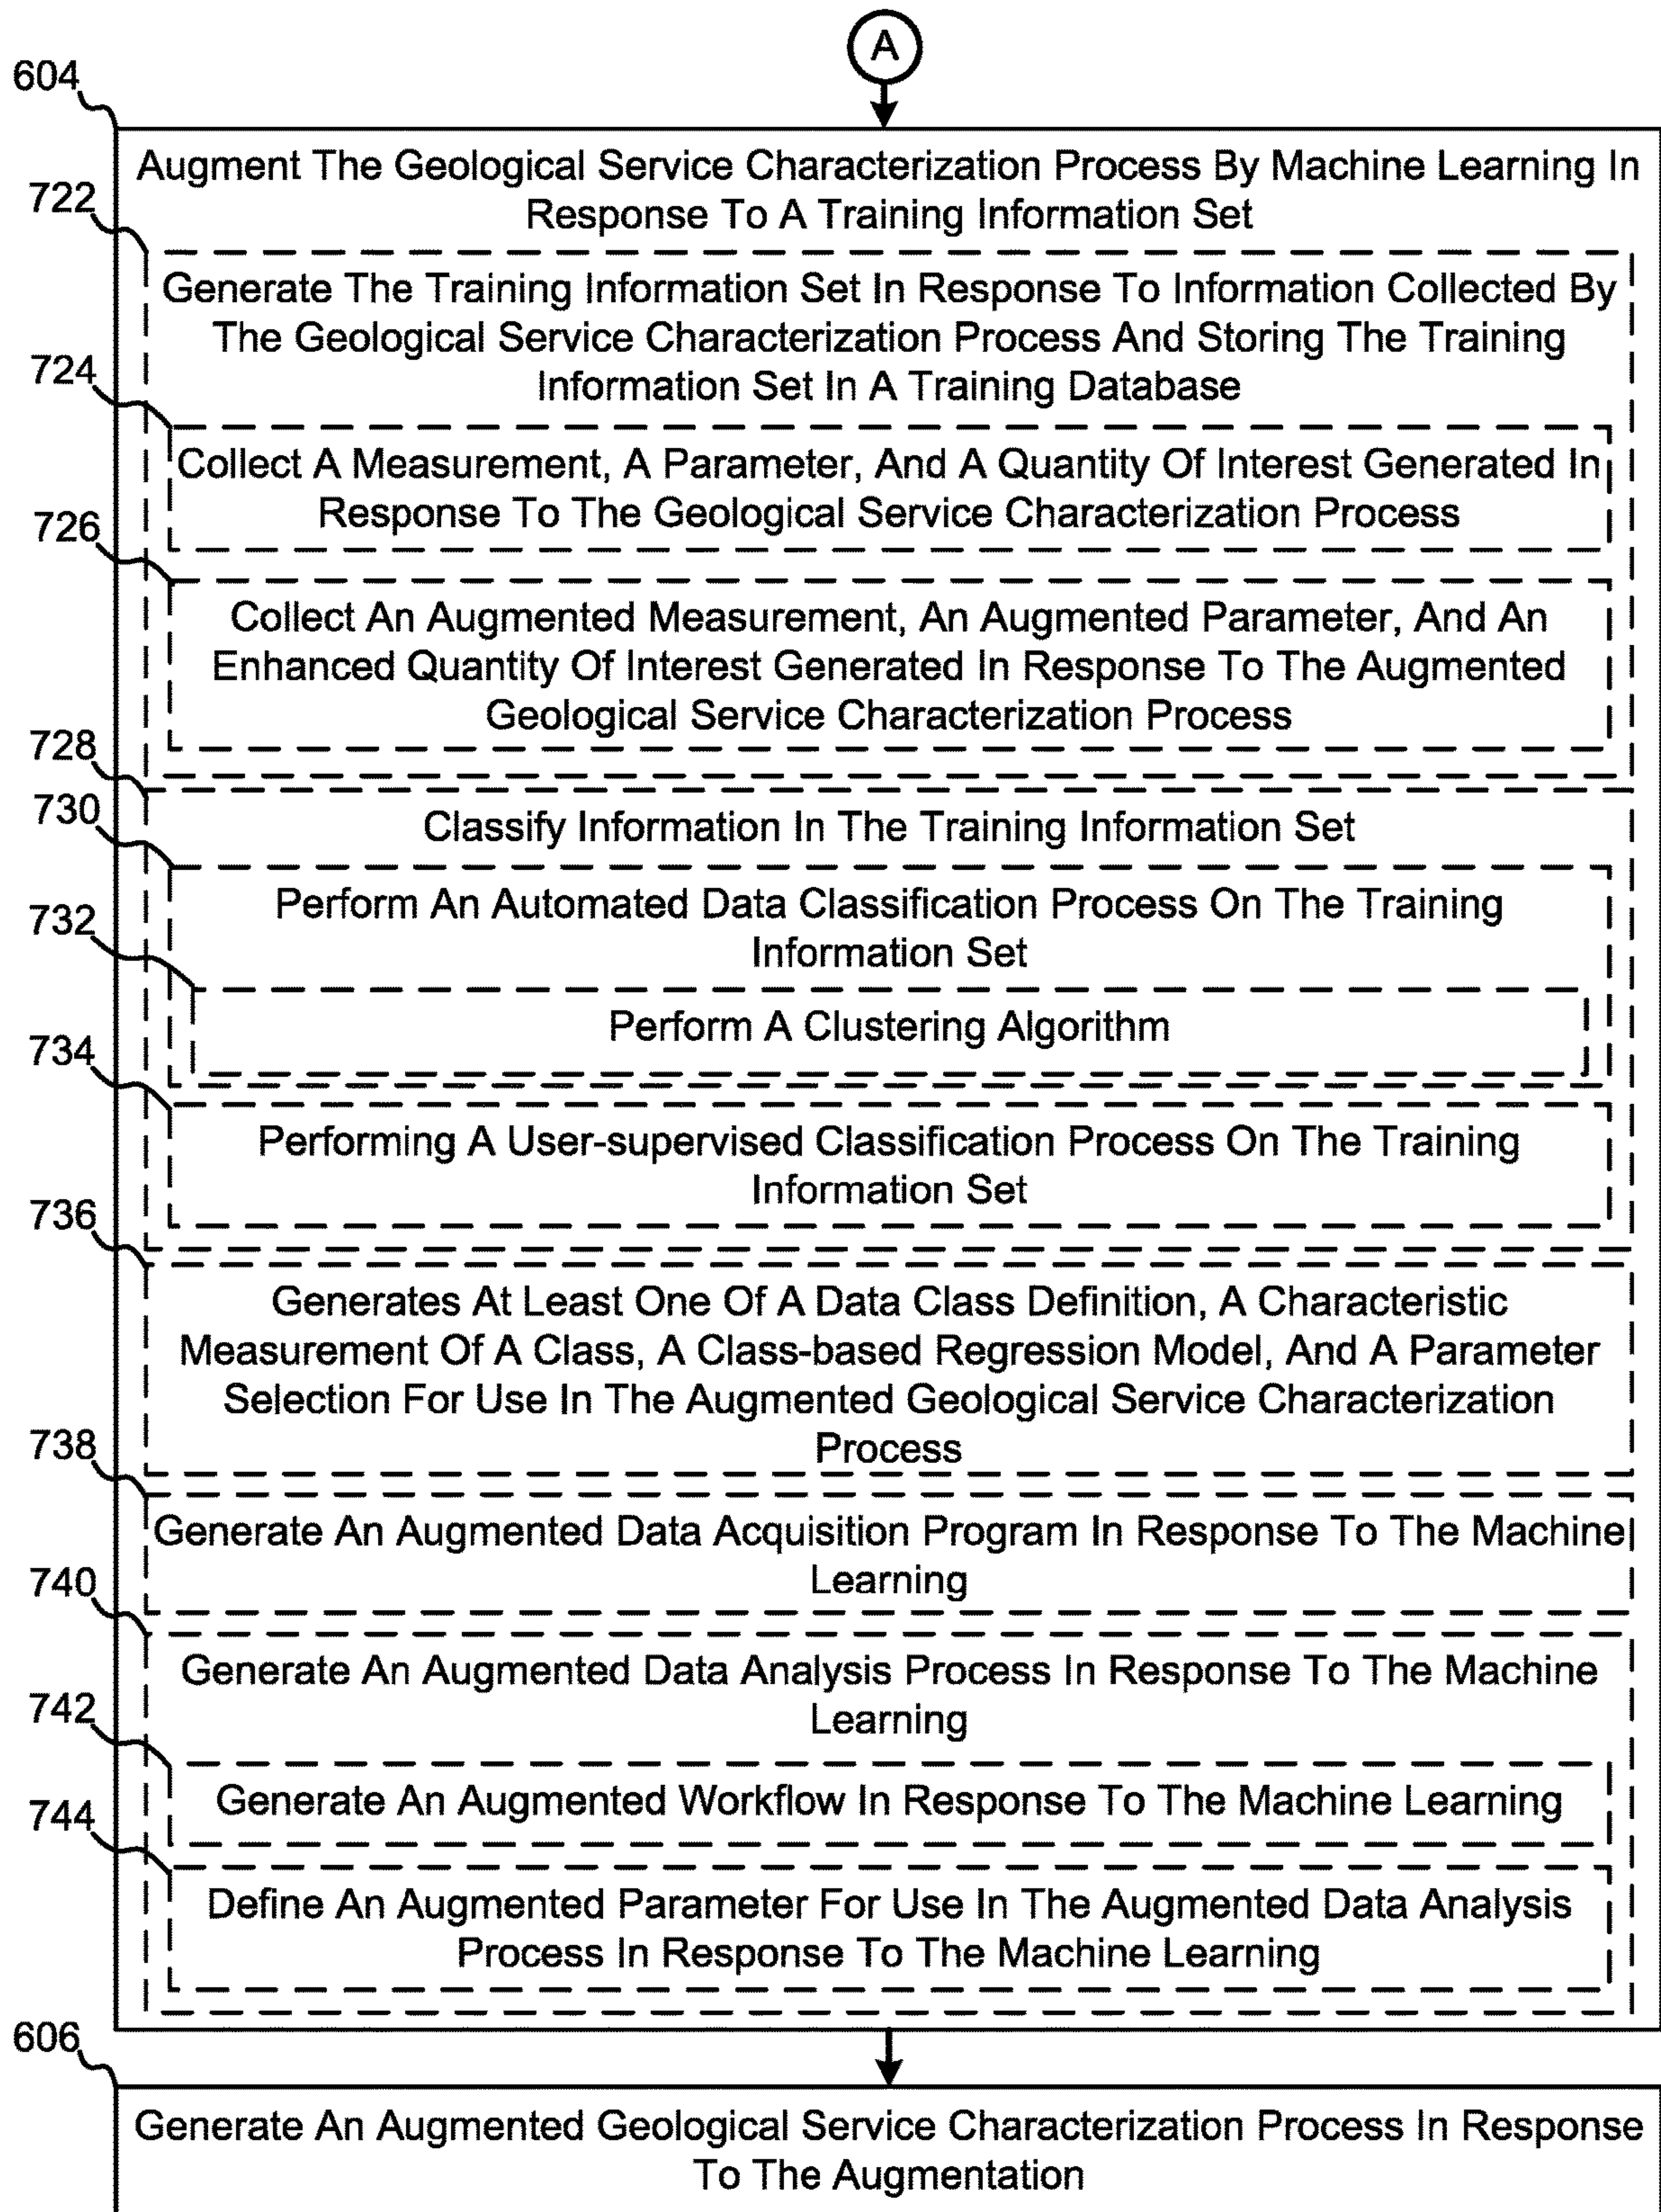 A
604
Augment The Geological Service Characterization Process By Machine Learning In
Response To A Training Information Set
722
Generate The Training Information Set In Response To Information Collected By
The Geological Service Characterization Process And Storing The Training
Information Set In A Training Database
724
Collect A Measurement, A Parameter, And A Quantity Of Interest Generated In
Response To The Geological Service Characterization Process
726
Collect An Augmented Measurement, An Augmented Parameter, And An
Enhanced Quantity Of Interest Generated In Response To The Augmented
Geological Service Characterization Process
728
Classify Information In The Training Information Set
730
Perform An Automated Data Classification Process On The Training
Information Set
732
Perform A Clustering Algorithm
734
Performing A User-supervised Classification Process On The Training
Information Set
736
Generates At Least One Of A Data Class Definition, A Characteristic
Measurement Of A Class, A Class-based Regression Model, And A Parameter
Selection For Use In The Augmented Geological Service Characterization
Process
738
Generate An Augmented Data Acquisition Program In Response To The Machine
Learning
740
Generate An Augmented Data Analysis Process In Response To The Machine
Learning
742
Generate An Augmented Workflow In Response To The Machine Learning
744
Define An Augmented Parameter For Use In The Augmented Data Analysis
Process In Response To The Machine Learning
606
Generate An Augmented Geological Service Characterization Process In Response
To The Augmentation